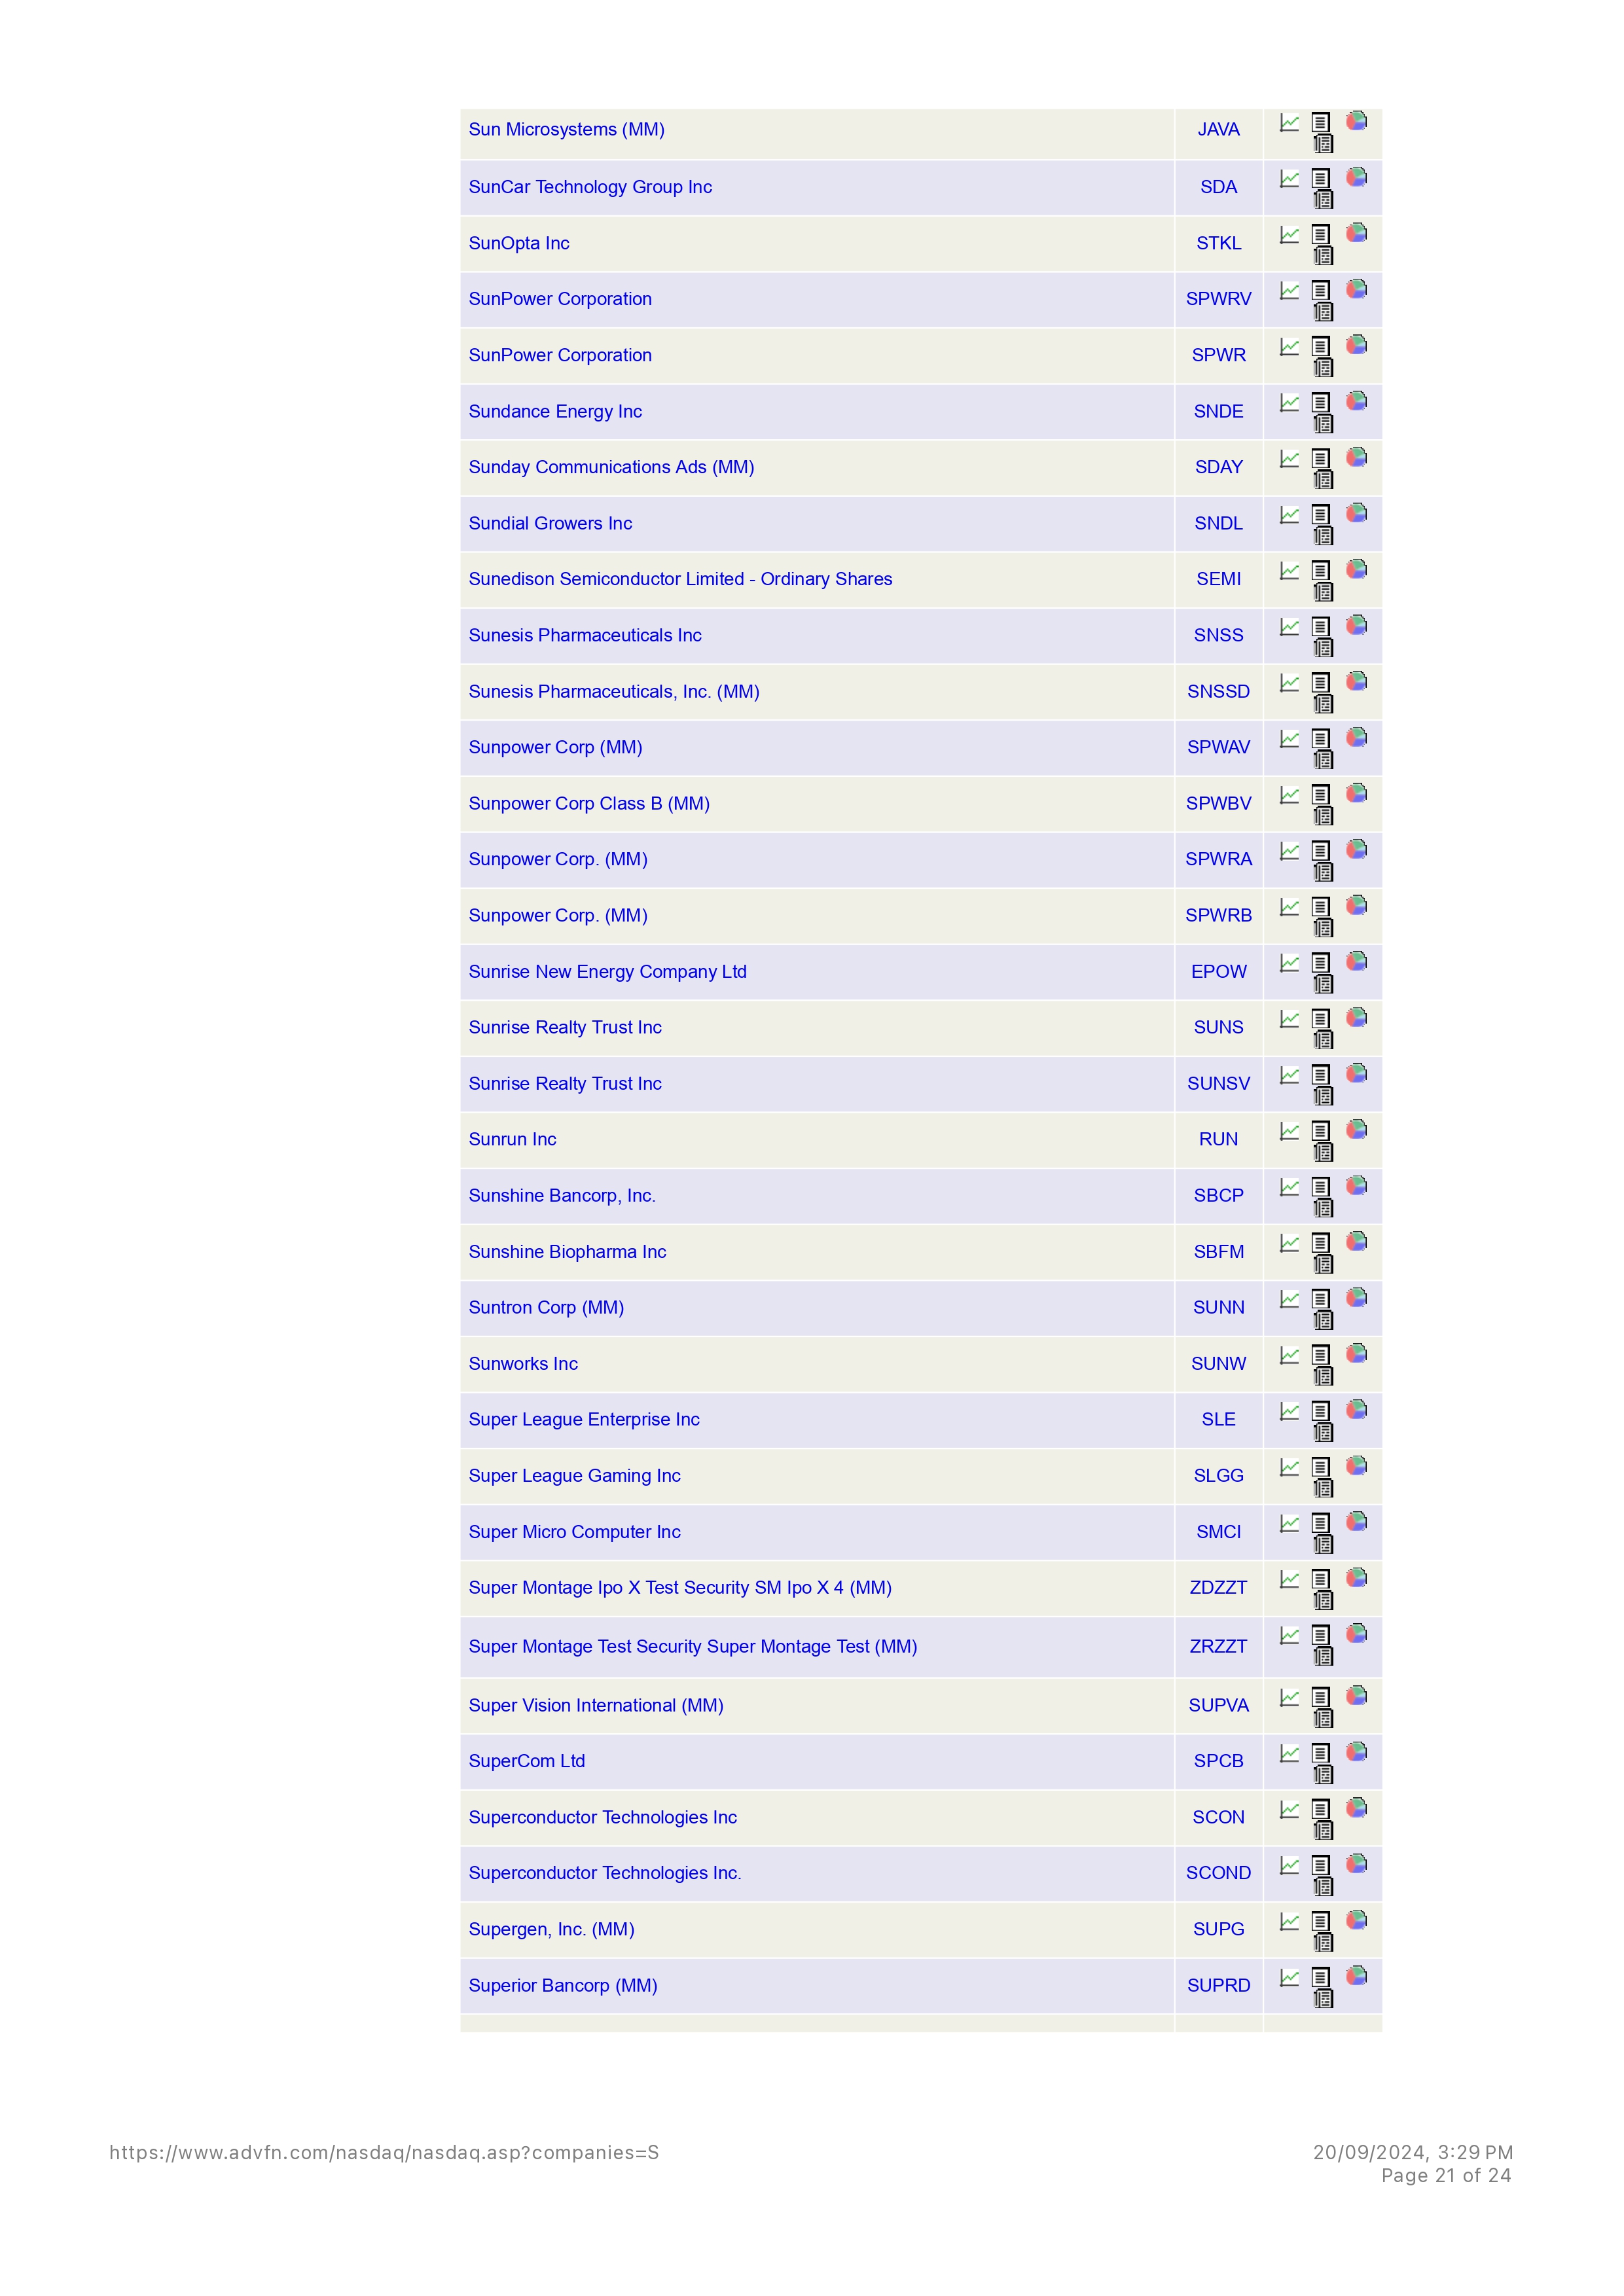 Sun Microsystems (MM) JAVA
SunCar Technology Group Inc SDA
SunOpta Inc STKL
SunPower Corporation SPWRV
SunPower Corporation SPWR
Sundance Energy Inc SNDE
Sunday Communications Ads (MM) SDAY
Sundial Growers Inc SNDL
Sunedison Semiconductor Limited - Ordinary Shares SEMI
Sunesis Pharmaceuticals Inc SNSS
Sunesis Pharmaceuticals, Inc. (MM) SNSSD
Sunpower Corp (MM) SPWAV
Sunpower Corp Class B (MM) SPWBV
Sunpower Corp. (MM) SPWRA
Sunpower Corp. (MM) SPWRB
Sunrise New Energy Company Ltd EPOW
Sunrise Realty Trust Inc SUNS
Sunrise Realty Trust Inc SUNSV
Sunrun Inc RUN
Sunshine Bancorp, Inc. SBCP
Sunshine Biopharma Inc SBFM
Suntron Corp (MM) SUNN
Sunworks Inc SUNW
Super League Enterprise Inc SLE
Super League Gaming Inc SLGG
Super Micro Computer Inc SMCI
Super Montage Ipo X Test Security SM Ipo X 4 (MM) ZDZZT
Super Montage Test Security Super Montage Test (MM) ZRZZT
Super Vision International (MM) SUPVA
SuperCom Ltd SPCB
Superconductor Technologies Inc SCON
Superconductor Technologies Inc. SCOND
Supergen, Inc. (MM) SUPG
Superior Bancorp (MM) SUPRD
https://www.advfn.com/nasdaq/nasdaq.asp?companies=S 20/09/2024, 3:29 PM
Page 21 of 24